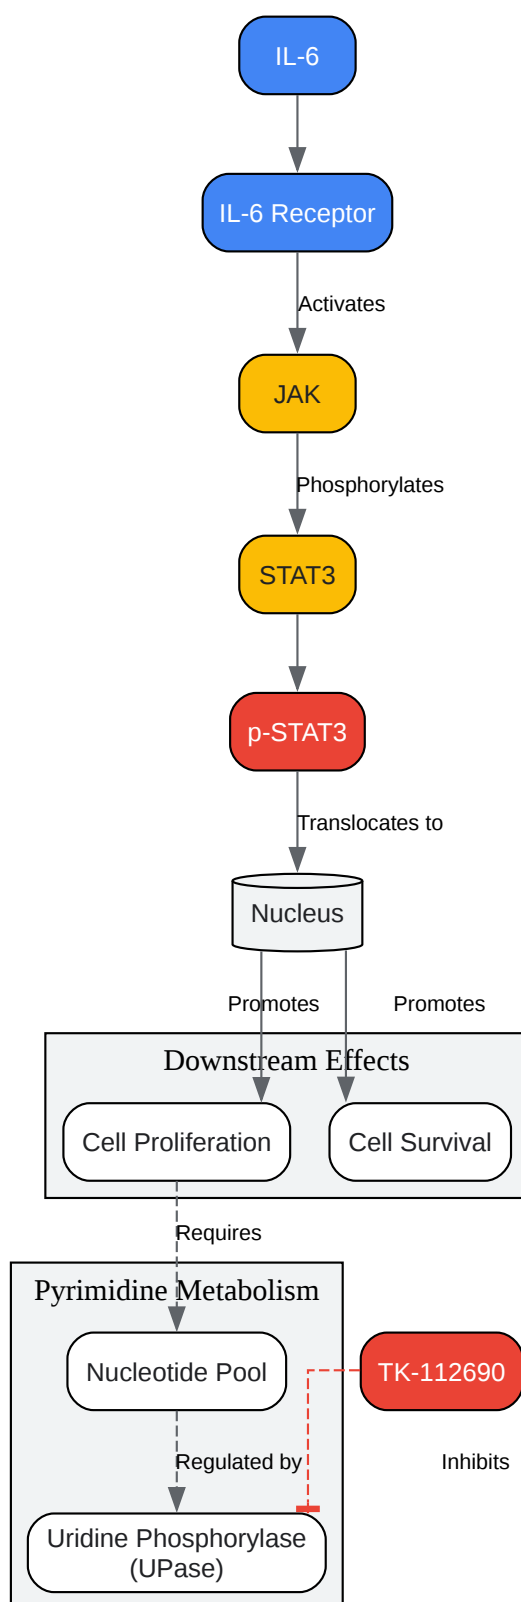 IL-6
IL-6 Receptor
Activates
JAK
Phosphorylates
STAT3
p-STAT3
Translocates to
Nucleus
Promotes
Promotes
Downstream Effects
Cell Proliferation
Cell Survival
Requires
Pyrimidine Metabolism
Nucleotide Pool
TK-112690
Regulated by
Inhibits
Uridine Phosphorylase
(UPase)